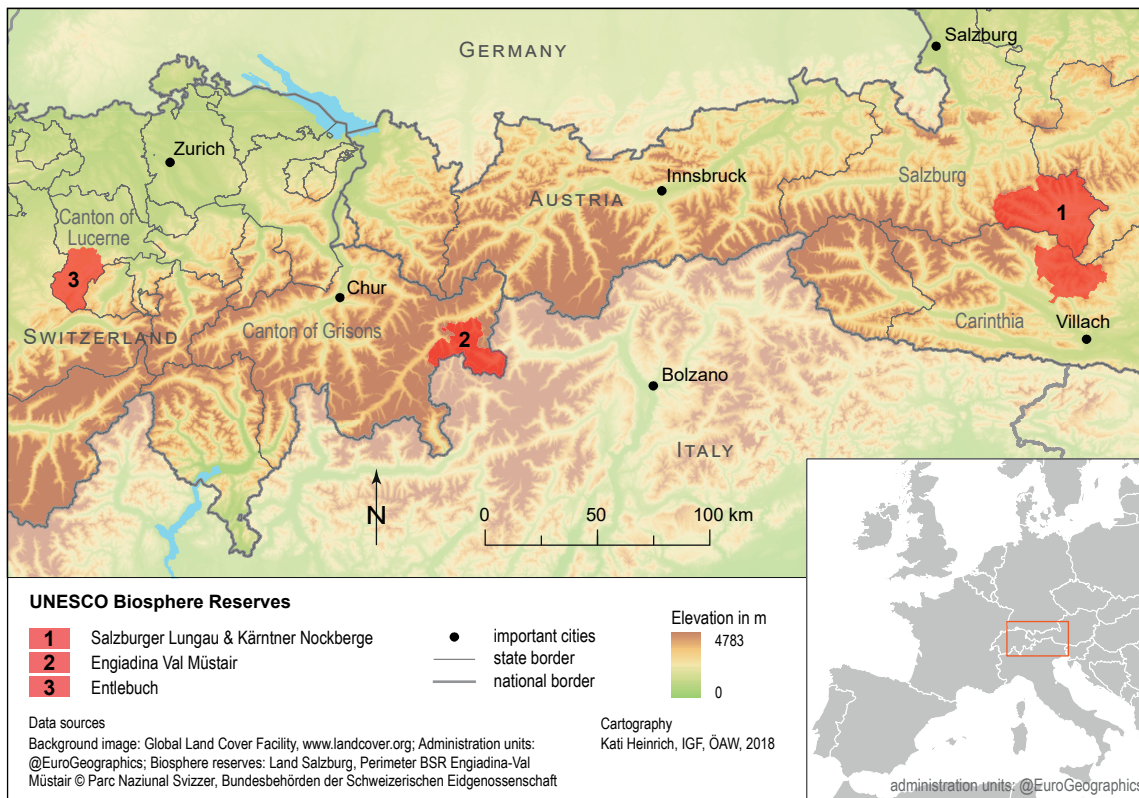 GERMANY
Salzburg
Zurich
Innsbruck
Salzburg
AUSTRIA
1
Canton of
Lucerne
3
Chur
SWITZERLAND
Canton of Grisons
2
Carinthia
Villach
Bolzano
ITALY
N
0 50 100 km
UNESCO Biosphere Reserves
1 Salzburger Lungau & Kärntner Nockberge
2 Engiadina Val Müstair
3 Entlebuch
important cities
state border
national border
Elevation in m
4783
0
Data sources
Background image: Global Land Cover Facility, www.landcover.org; Administration units:
@EuroGeographics; Biosphere reserves: Land Salzburg, Perimeter BSR Engiadina-Val
Müstair © Parc Naziunal Svizzer, Bundesbehörden der Schweizerischen Eidgenossenschaft
Cartography
Kati Heinrich, IGF, ÖAW, 2018
administration units: @EuroGeographics